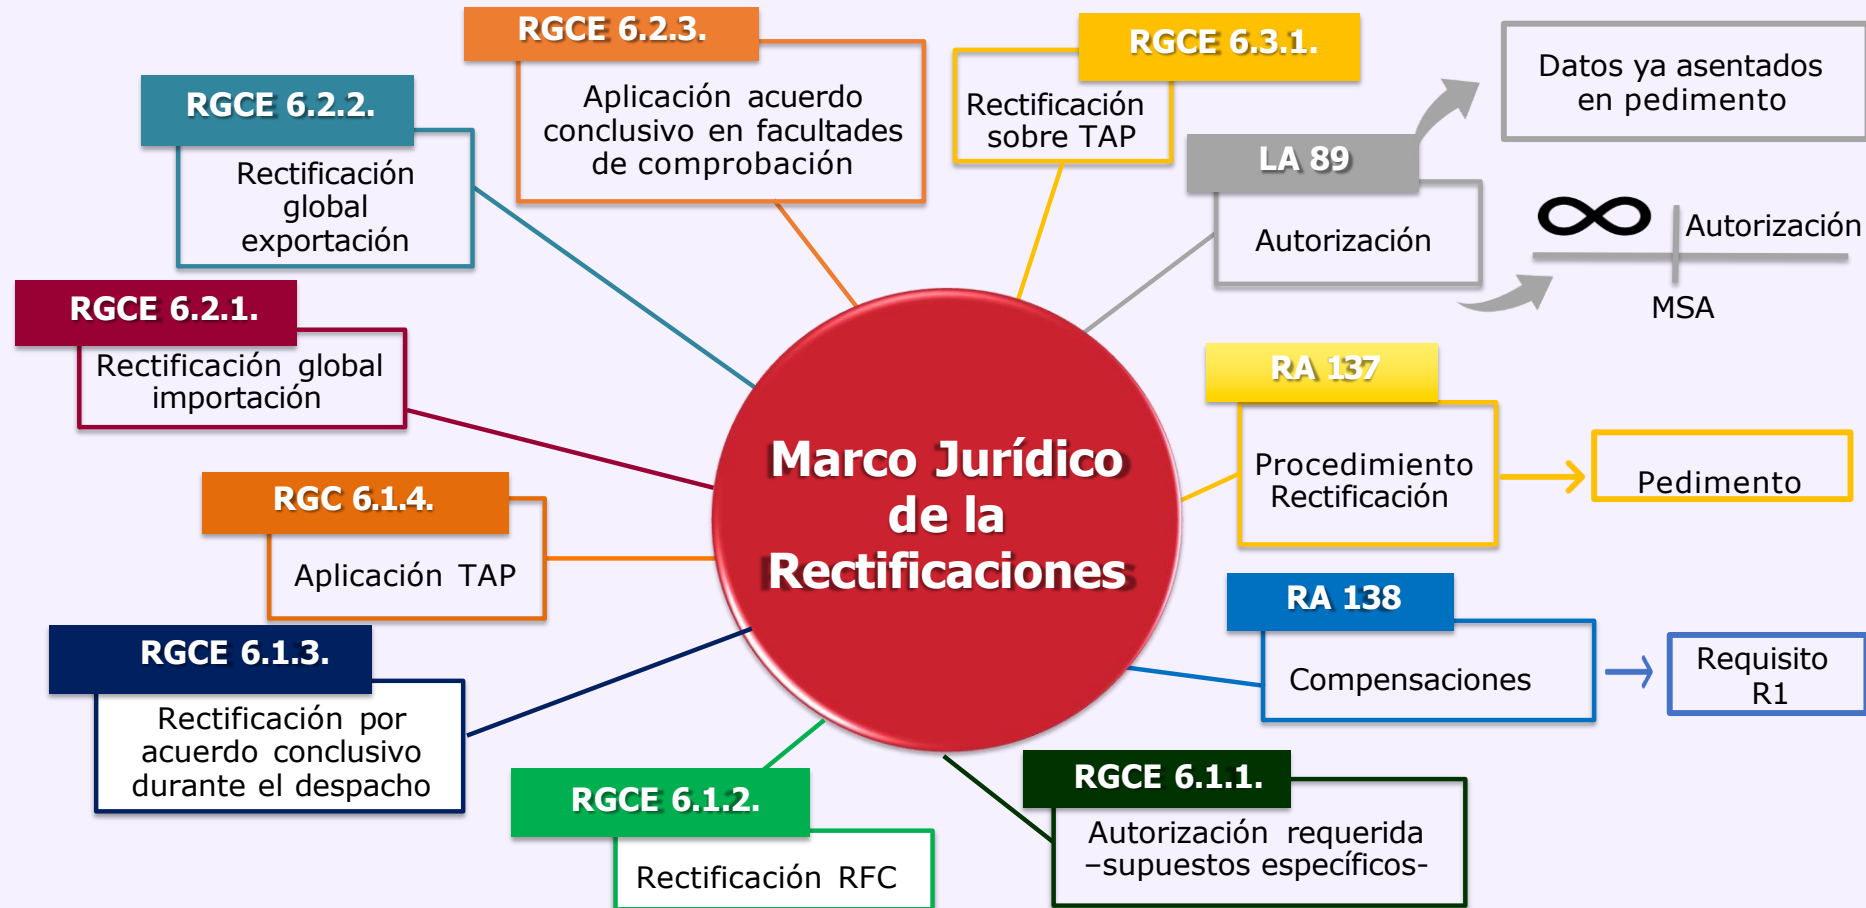 RGCE 6.2.3.
Aplicación acuerdo
conclusivo en facultades
de comprobación
RGCE 6.3.1.
Rectificación
sobre TAP
LA 89
Autorización
Datos ya asentados
en pedimento
∞ Autorización
MSA
RGCE 6.2.2.
Rectificación
global
exportación
RGCE 6.2.1.
Rectificación global
importación
RA 137
Procedimiento
Rectificación
Pedimento
Marco Jurídico
de la
Rectificaciones
RGC 6.1.4.
Aplicación TAP
RA 138
Compensaciones
Requisito
R1
RGCE 6.1.3.
Rectificación por
acuerdo conclusivo
durante el despacho
RGCE 6.1.2.
Rectificación RFC
RGCE 6.1.1.
Autorización requerida
–supuestos específicos-